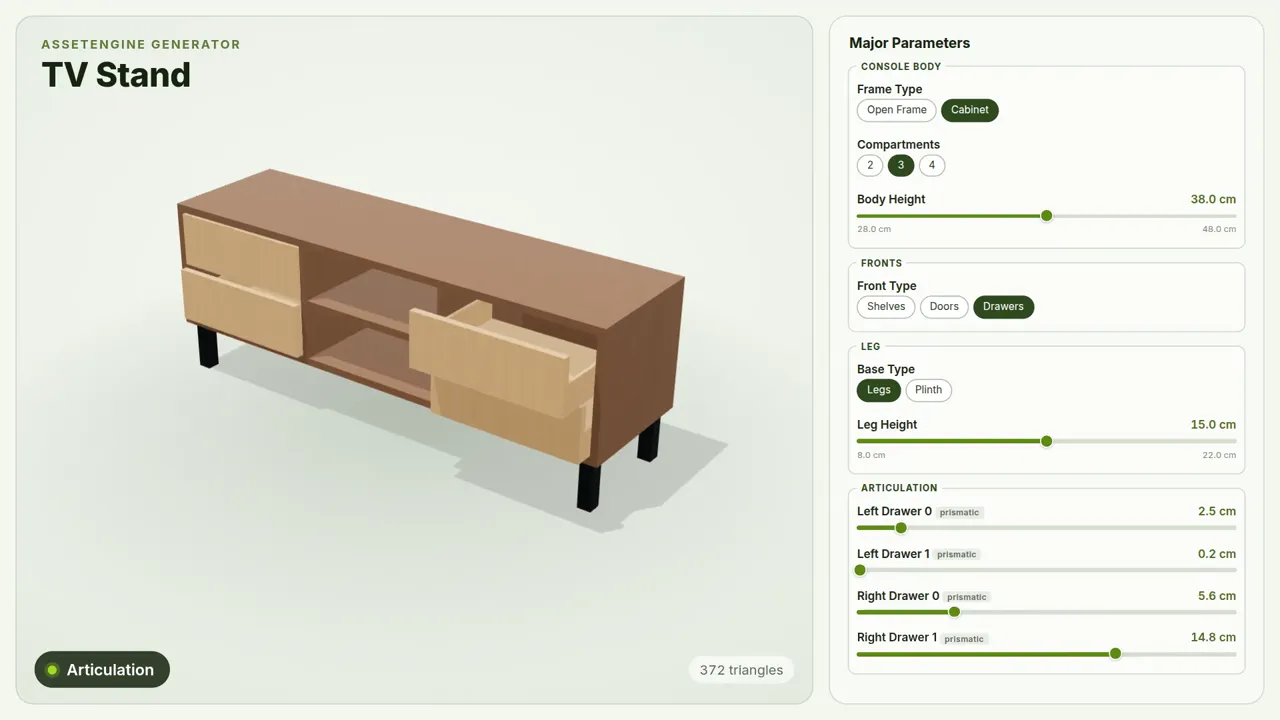 ASSETENGINE GENERATOR
TV Stand
Articulation
372 triangles
Major Parameters
CONSOLE BODY
Frame Type
Open Frame Cabinet
Compartments
2 3 4
Body Height 38.0 cm
28.0 cm 48.0 cm
FRONTS
Front Type
Shelves Doors Drawers
LEG
Base Type
Legs Plinth
Leg Height 15.0 cm
8.0 cm 22.0 cm
ARTICULATION
Left Drawer 0 prismatic 2.5 cm
Left Drawer 1 prismatic 0.2 cm
Right Drawer 0 prismatic 5.6 cm
Right Drawer 1 prismatic 14.8 cm